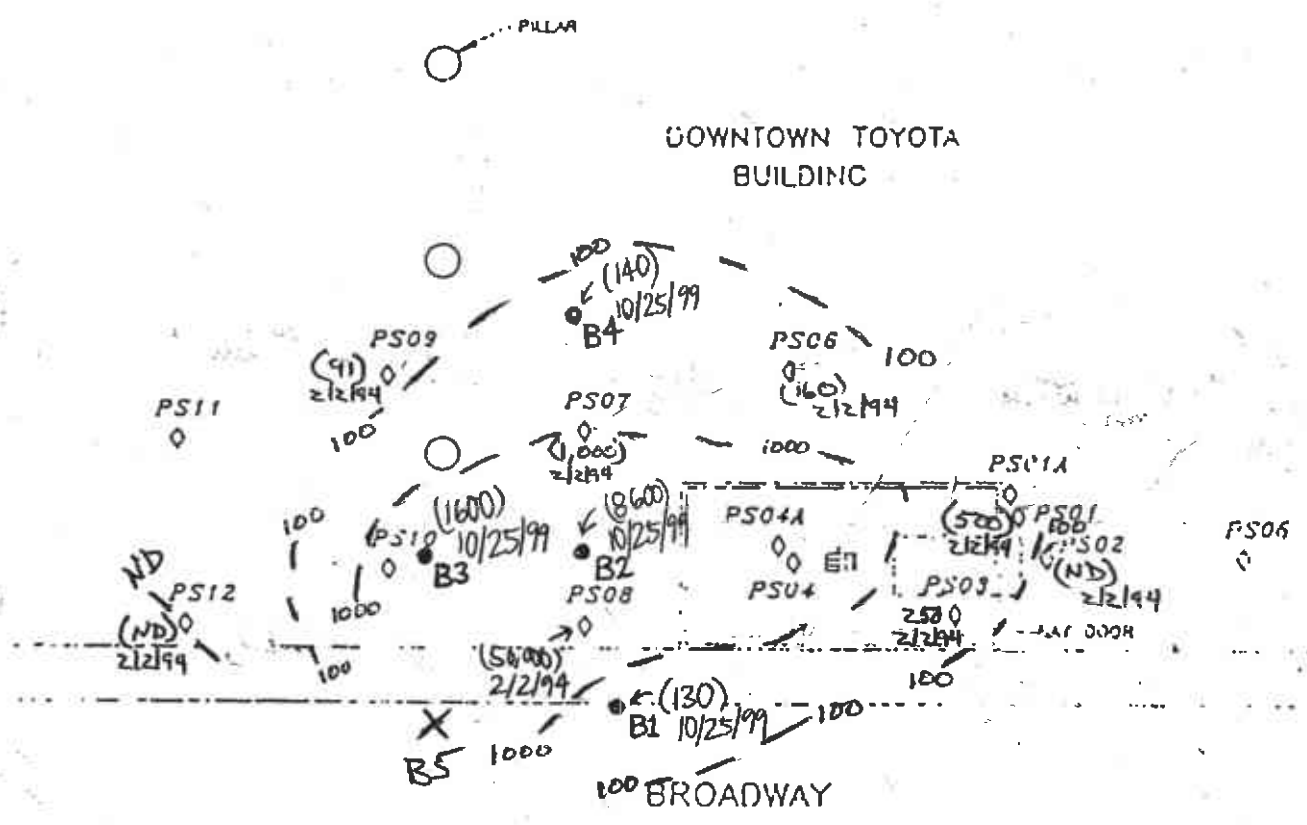 PILLAR
DOWNTOWN TOYOTA
BUILDING
100
(140)
10/25/99
B4
PS09
(91)
2/2/94
100
PS06
(160)
2/2/94
100
PS11
PS07
(1,000)
2/2/94
1000
PS01A
(1600)
10/25/99
B3
PS10
100
1000
(8600)
10/25/99
B2
PS04A
PS04
(500)
2/2/94
PS01
100
PS02
(ND)
2/2/94
PS06
ND
PS12
(ND)
2/2/94
100
PS08
(50,000)
2/2/94
PS03
250
2/2/94
AT DOOR
100
(130)
B1 10/25/99
100
B5
1000
100
BROADWAY